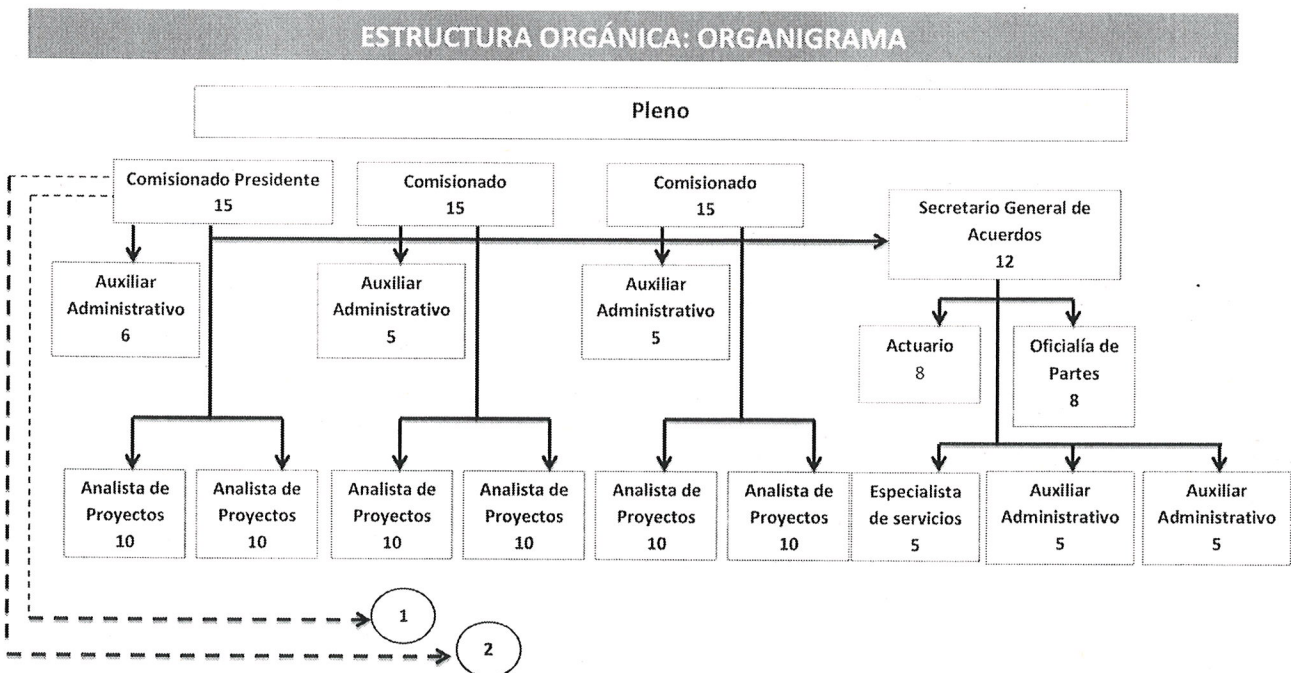 ESTRUCTURA ORGÁNICA: ORGANIGRAMA
Pleno
Comisionado Presidente
15
Comisionado
15
Comisionado
15
Secretario General de
Acuerdos
12
Auxiliar
Administrativo
6
Auxiliar
Administrativo
5
Auxiliar
Administrativo
5
Actuario
8
Oficialía de
Partes
8
Analista de
Proyectos
10
Analista de
Proyectos
10
Analista de
Proyectos
10
Analista de
Proyectos
10
Analista de
Proyectos
10
Analista de
Proyectos
10
Especialista
de servicios
5
Auxiliar
Administrativo
5
Auxiliar
Administrativo
5
1
2